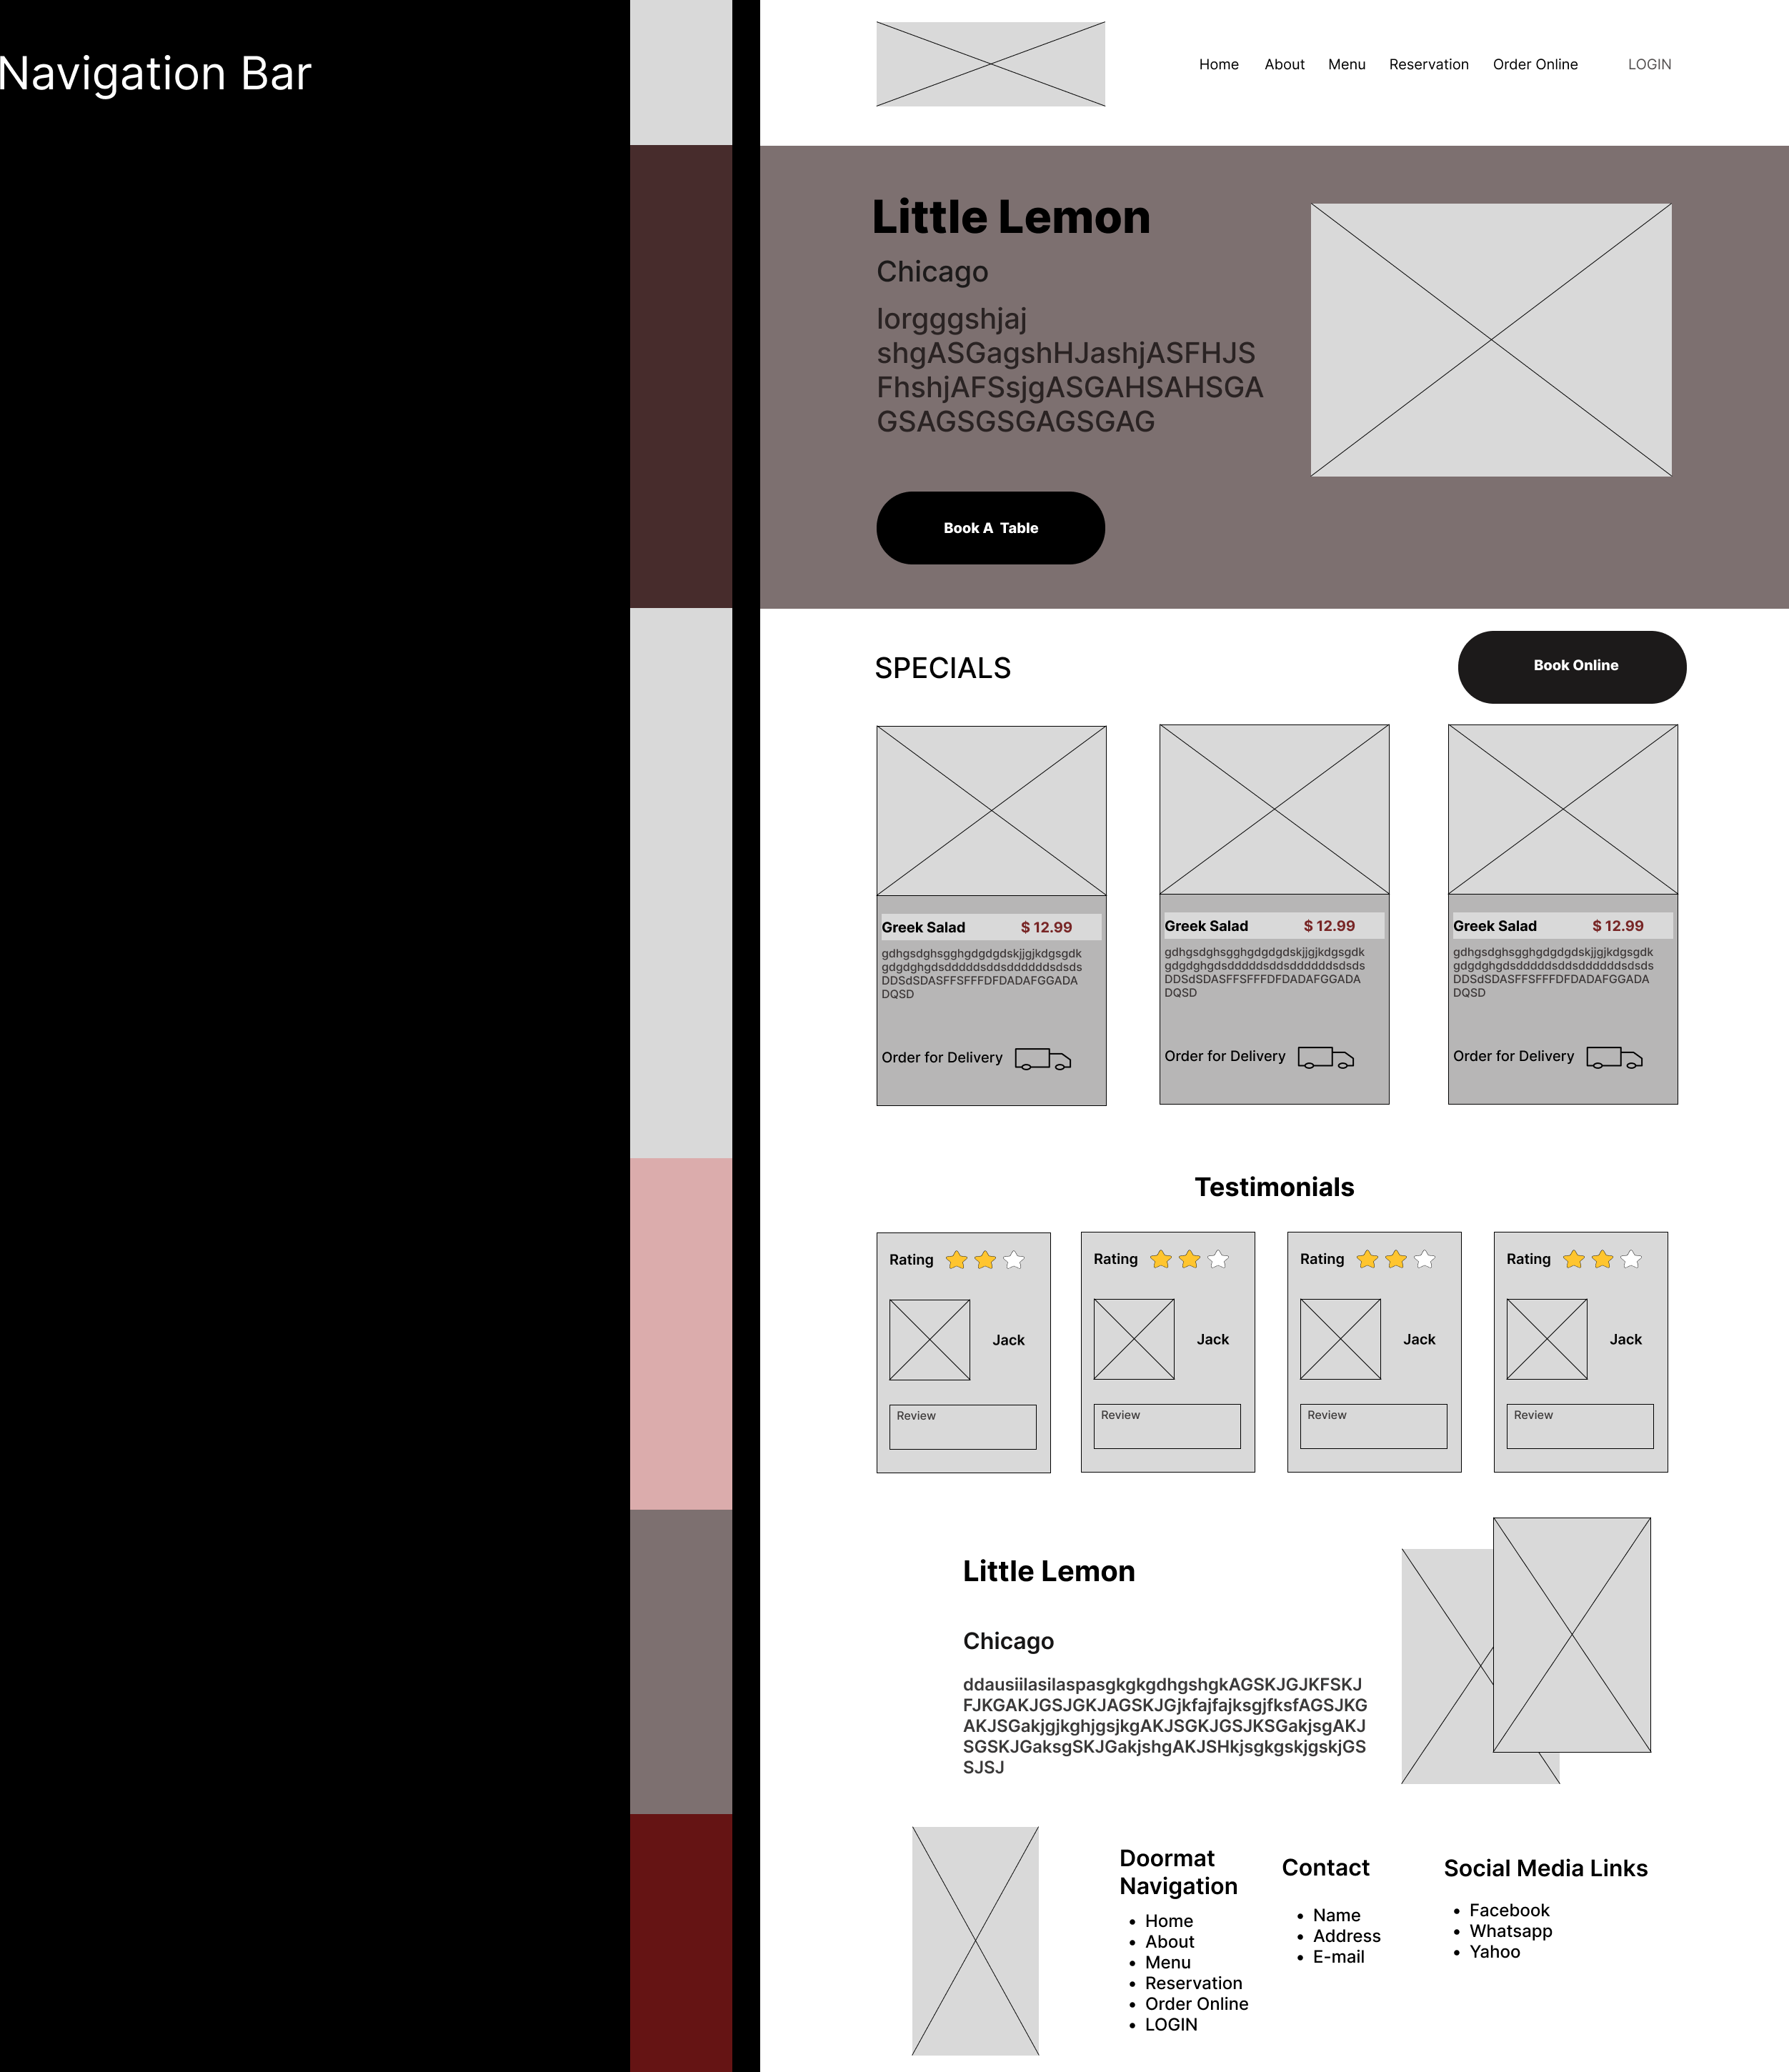 Navigation Bar
Home About Menu Reservation Order Online LOGIN
Little Lemon
Chicago
lorgggshjaj
shgASGagshHJashjASFHJS
FhshjAFSsjgASGAHSAHSGA
GSAGSGSGAGSGAG
Book A Table
SPECIALS
Book Online
Greek Salad $ 12.99
gdhgsdghsgghgdgdgdskjjgjkdgsgdk
gdgdghgdsdddddsddsddddddsdsds
DDSdSDASFFSFFFDFDADAFGGADA
DQSD
Order for Delivery
Greek Salad $ 12.99
gdhgsdghsgghgdgdgdskjjgjkdgsgdk
gdgdghgdsdddddsddsddddddsdsds
DDSdSDASFFSFFFDFDADAFGGADA
DQSD
Order for Delivery
Greek Salad $ 12.99
gdhgsdghsgghgdgdgdskjjgjkdgsgdk
gdgdghgdsdddddsddsddddddsdsds
DDSdSDASFFSFFFDFDADAFGGADA
DQSD
Order for Delivery
Testimonials
Rating
Jack
Review
Rating
Jack
Review
Rating
Jack
Review
Rating
Jack
Review
Little Lemon
Chicago
ddausiilasilaspasgkgkgdhgshgkAGSKJGJKFSKJ
FJKGAKJGSJGKJAGSKJGjkfajfajksgjfksfAGSJKG
AKJSGakjgjkghjgsjkgAKJSGKJGSJKSGakjsgAKJ
SGSKJGaksgSKJGakjshgAKJSHkjsgkgskjgskjGS
SJSJ
Doormat
Navigation
• Home
• About
• Menu
• Reservation
• Order Online
• LOGIN
Contact
• Name
• Address
• E-mail
Social Media Links
• Facebook
• Whatsapp
• Yahoo